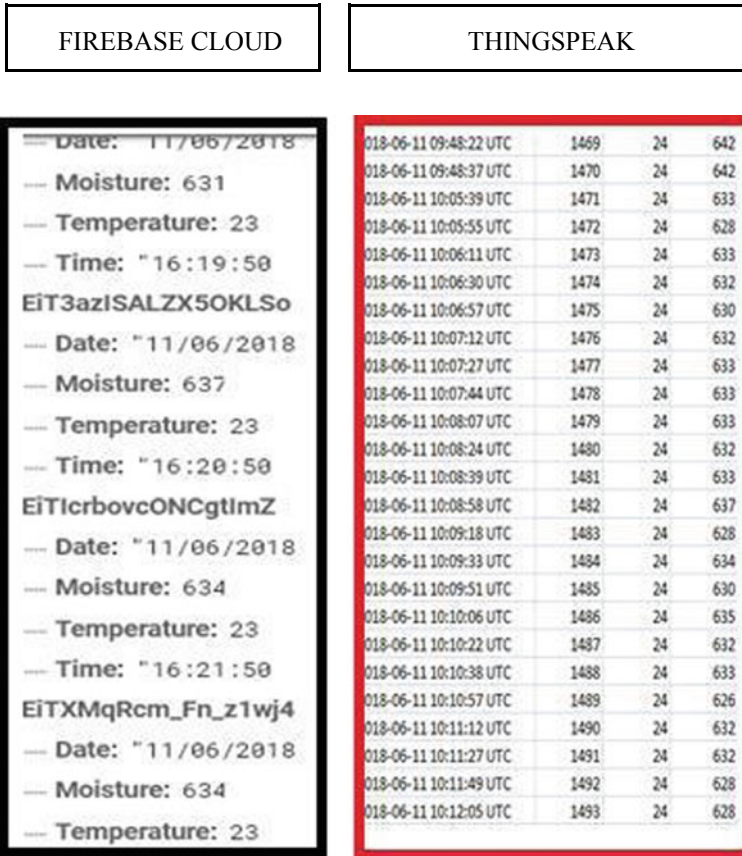 FIREBASE CLOUD
THINGSPEAK
Date: "11/06/2018
Moisture: 631
Temperature: 23
Time: "16:19:50
EiT3azISALZX5OKLSo
Date: "11/06/2018
Moisture: 637
Temperature: 23
Time: "16:20:50
EiTIcrbovcONCgtImZ
Date: "11/06/2018
Moisture: 634
Temperature: 23
Time: "16:21:50
EiTXMqRcm_Fn_z1wj4
Date: "11/06/2018
Moisture: 634
Temperature: 23
018-06-11 09:48:22 UTC 1469 24 642
018-06-11 09:48:37 UTC 1470 24 642
018-06-11 10:05:39 UTC 1471 24 633
018-06-11 10:05:55 UTC 1472 24 628
018-06-11 10:06:11 UTC 1473 24 633
018-06-11 10:06:30 UTC 1474 24 632
018-06-11 10:06:57 UTC 1475 24 630
018-06-11 10:07:12 UTC 1476 24 632
018-06-11 10:07:27 UTC 1477 24 633
018-06-11 10:07:44 UTC 1478 24 633
018-06-11 10:08:07 UTC 1479 24 633
018-06-11 10:08:24 UTC 1480 24 632
018-06-11 10:08:39 UTC 1481 24 633
018-06-11 10:08:58 UTC 1482 24 637
018-06-11 10:09:18 UTC 1483 24 628
018-06-11 10:09:33 UTC 1484 24 634
018-06-11 10:09:51 UTC 1485 24 630
018-06-11 10:10:06 UTC 1486 24 635
018-06-11 10:10:22 UTC 1487 24 632
018-06-11 10:10:38 UTC 1488 24 633
018-06-11 10:10:57 UTC 1489 24 626
018-06-11 10:11:12 UTC 1490 24 632
018-06-11 10:11:27 UTC 1491 24 632
018-06-11 10:11:49 UTC 1492 24 628
018-06-11 10:12:05 UTC 1493 24 628